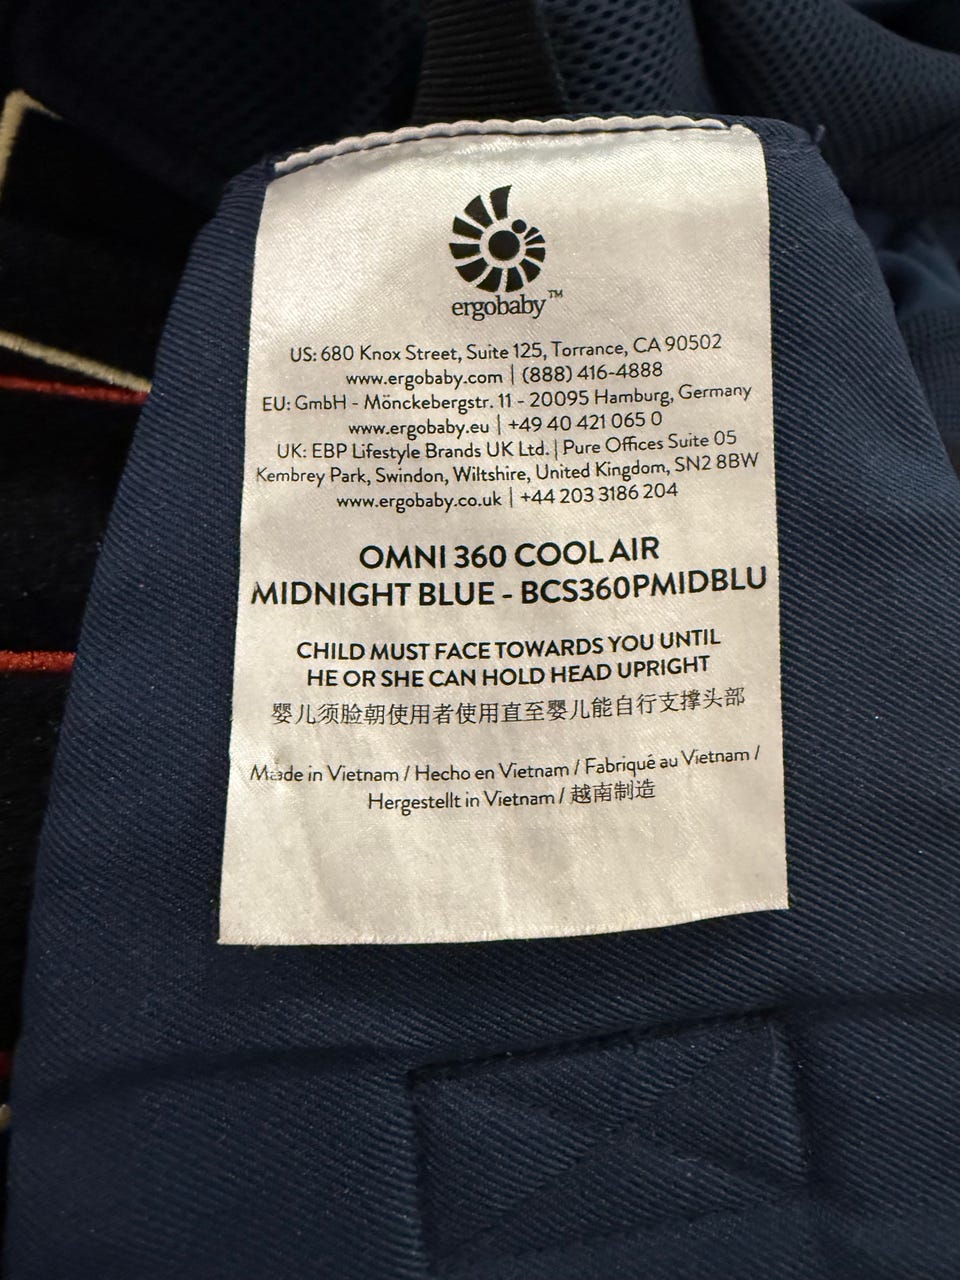 ergobaby™
US: 680 Knox Street, Suite 125, Torrance, CA 90502
www.ergobaby.com | (888) 416-4888
EU: GmbH - Mönckebergstr. 11 - 20095 Hamburg, Germany
www.ergobaby.eu | +49 40 421 065 0
UK: EBP Lifestyle Brands UK Ltd. | Pure Offices Suite 05
Kembrey Park, Swindon, Wiltshire, United Kingdom, SN2 8BW
www.ergobaby.co.uk | +44 203 3186 204
OMNI 360 COOL AIR
MIDNIGHT BLUE - BCS360PMIDBLU
CHILD MUST FACE TOWARDS YOU UNTIL
HE OR SHE CAN HOLD HEAD UPRIGHT
婴儿须脸朝使用者使用直至婴儿能自行支撑头部
Made in Vietnam / Hecho en Vietnam / Fabriqué au Vietnam /
Hergestellt in Vietnam / 越南制造